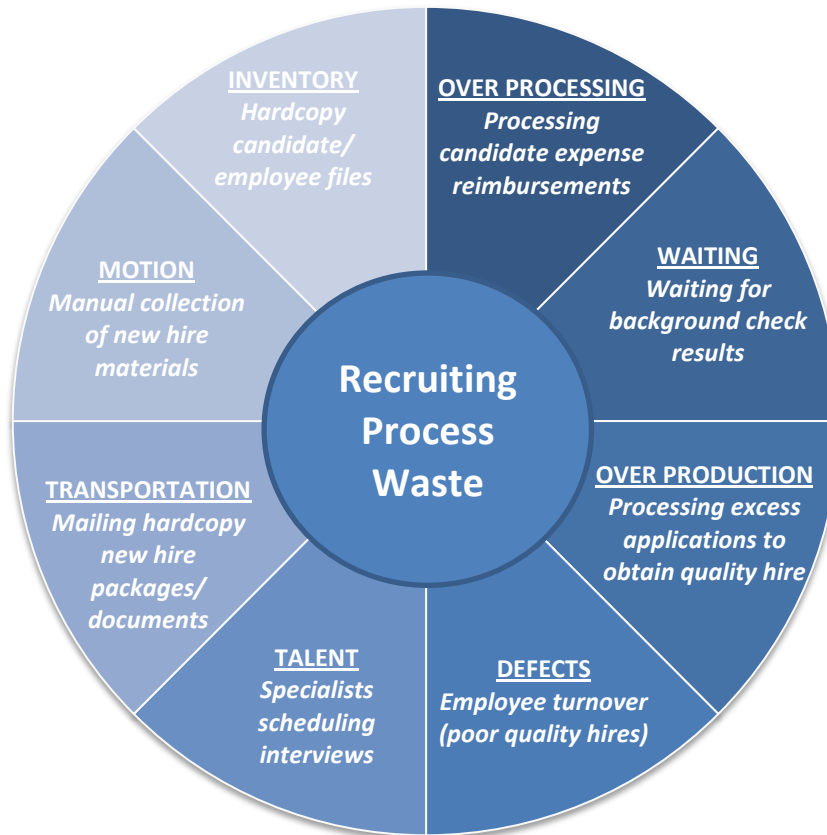 INVENTORY
Hardcopy
candidate/
employee files
OVER PROCESSING
Processing
candidate expense
reimbursements
WAITING
Waiting for
background check
results
OVER PRODUCTION
Processing excess
applications to
obtain quality hire
DEFECTS
Employee turnover
(poor quality hires)
TALENT
Specialists
scheduling
interviews
TRANSPORTATION
Mailing hardcopy
new hire
packages/
documents
MOTION
Manual collection
of new hire
materials
Recruiting
Process
Waste